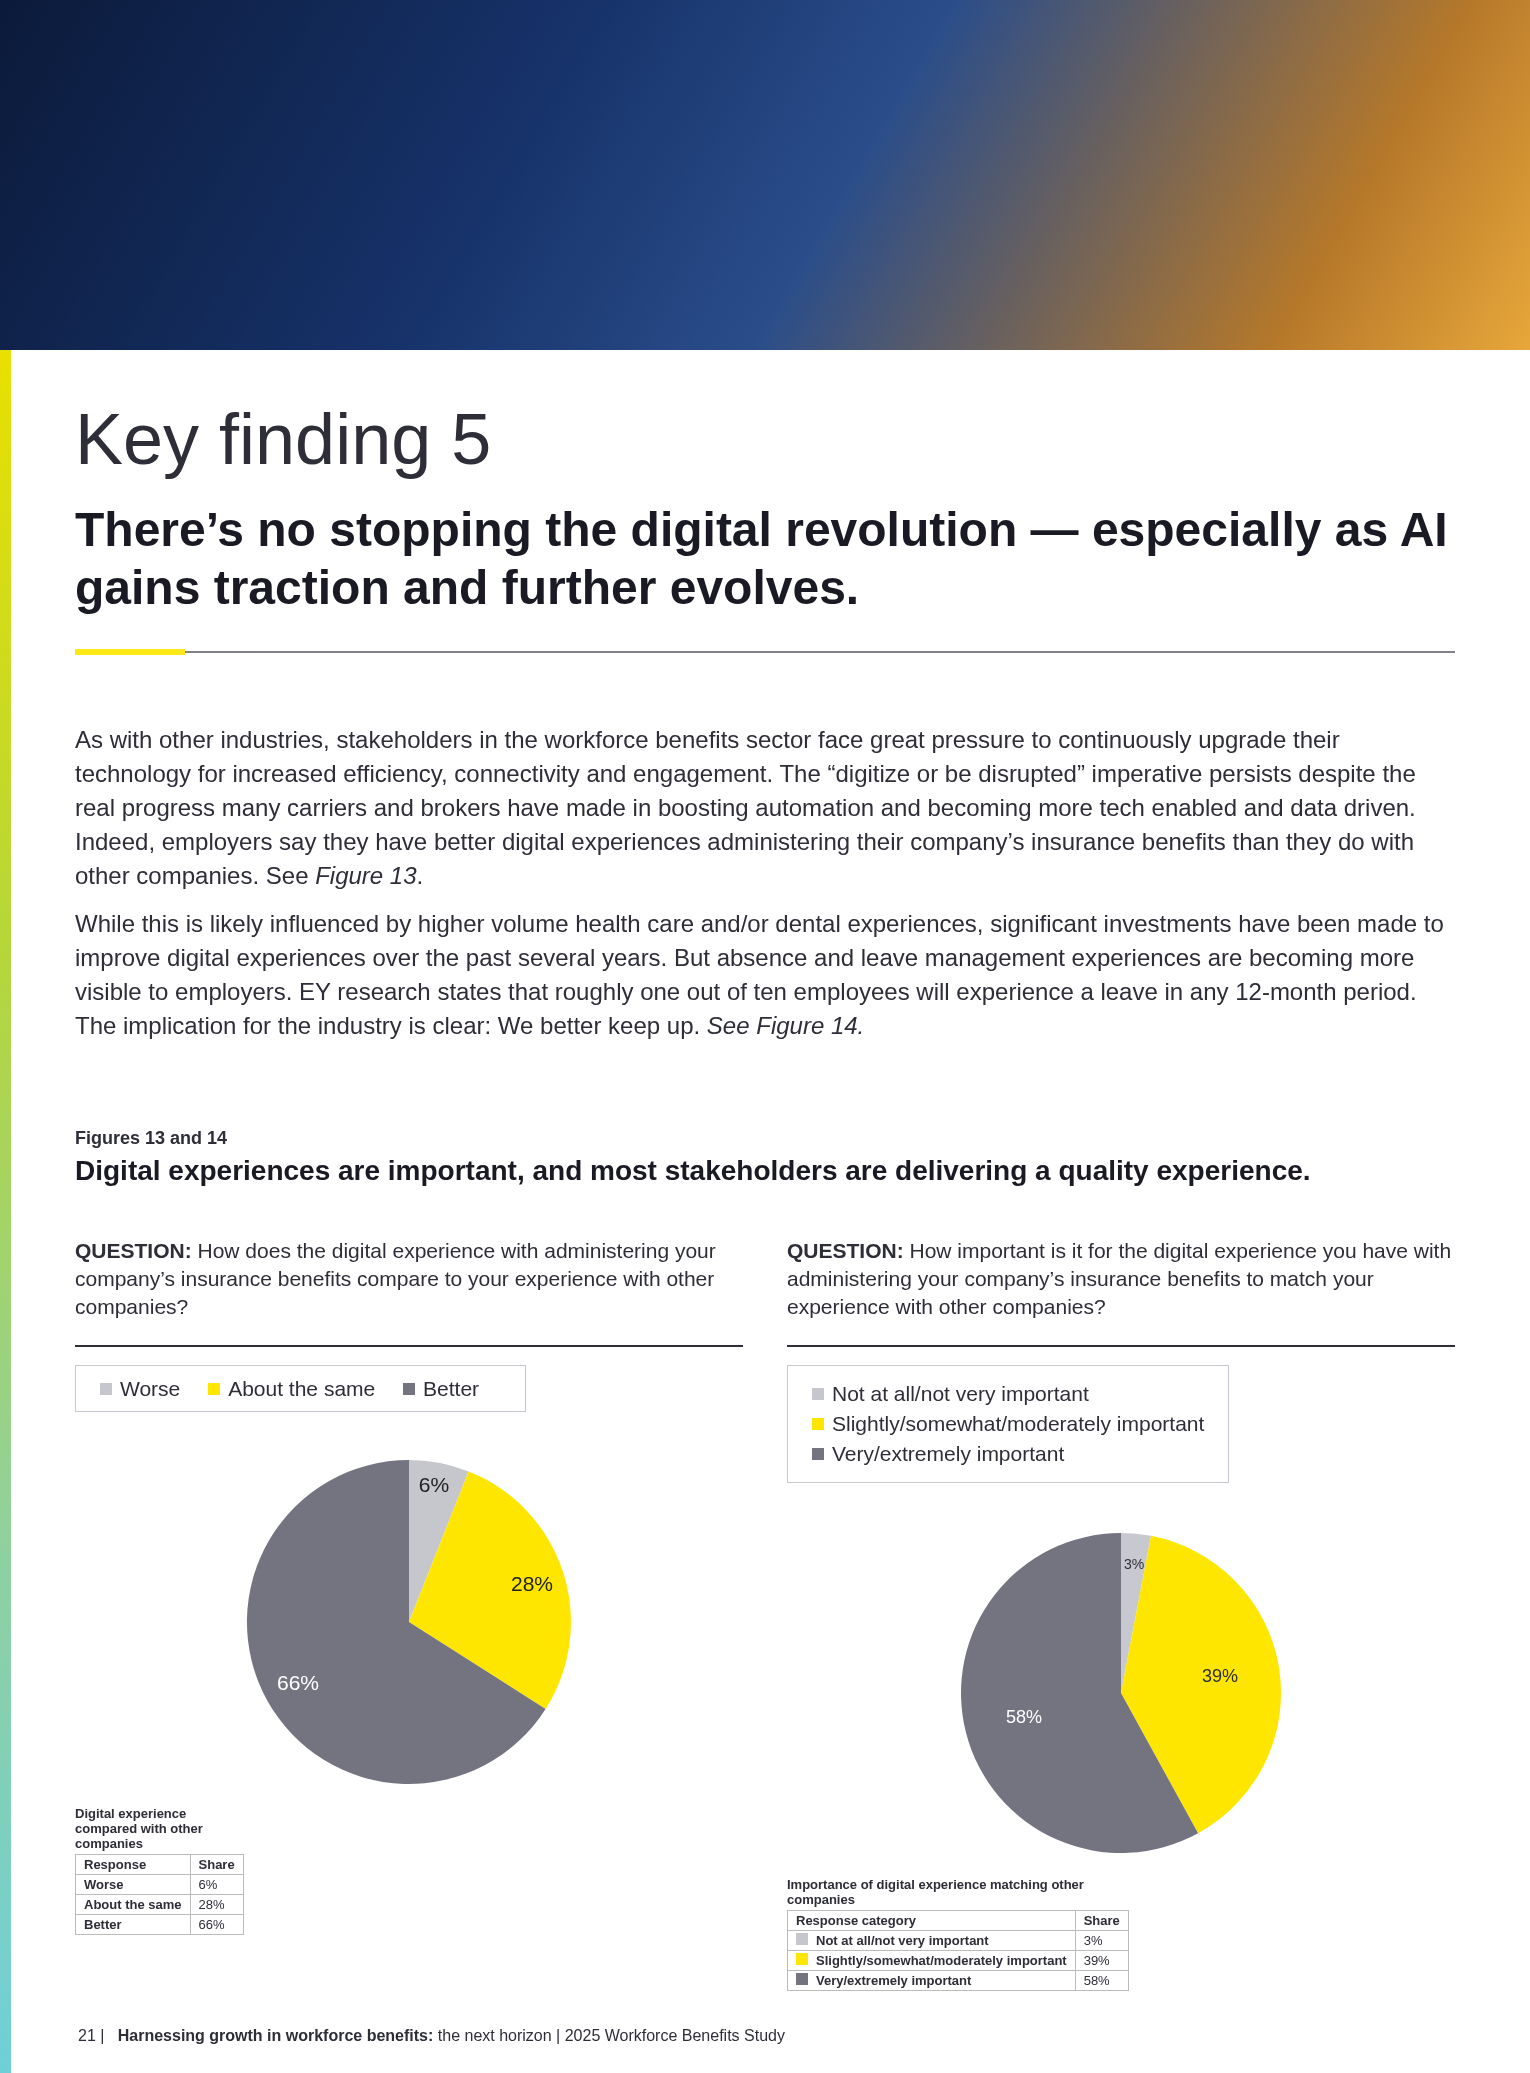 Key finding 5
There’s no stopping the digital revolution — especially as AI
gains traction and further evolves.
As with other industries, stakeholders in the workforce benefits sector face great pressure to continuously upgrade their
technology for increased efficiency, connectivity and engagement. The “digitize or be disrupted” imperative persists despite the
real progress many carriers and brokers have made in boosting automation and becoming more tech enabled and data driven.
Indeed, employers say they have better digital experiences administering their company’s insurance benefits than they do with
other companies. See Figure 13.
While this is likely influenced by higher volume health care and/or dental experiences, significant investments have been made to
improve digital experiences over the past several years. But absence and leave management experiences are becoming more
visible to employers. EY research states that roughly one out of ten employees will experience a leave in any 12-month period.
The implication for the industry is clear: We better keep up. See Figure 14.
Figures 13 and 14
Digital experiences are important, and most stakeholders are delivering a quality experience.
QUESTION: How does the digital experience with administering your
company’s insurance benefits compare to your experience with other
companies?
Worse About the same Better
6%
28%
66%
Digital experience
compared with other
companies
Response Share
Worse 6%
About the same 28%
Better 66%
QUESTION: How important is it for the digital experience you have with
administering your company’s insurance benefits to match your
experience with other companies?
Not at all/not very important
Slightly/somewhat/moderately important
Very/extremely important
3%
39%
58%
Importance of digital experience matching other
companies
Response category Share
Not at all/not very important 3%
Slightly/somewhat/moderately important 39%
Very/extremely important 58%
21 | Harnessing growth in workforce benefits: the next horizon | 2025 Workforce Benefits Study